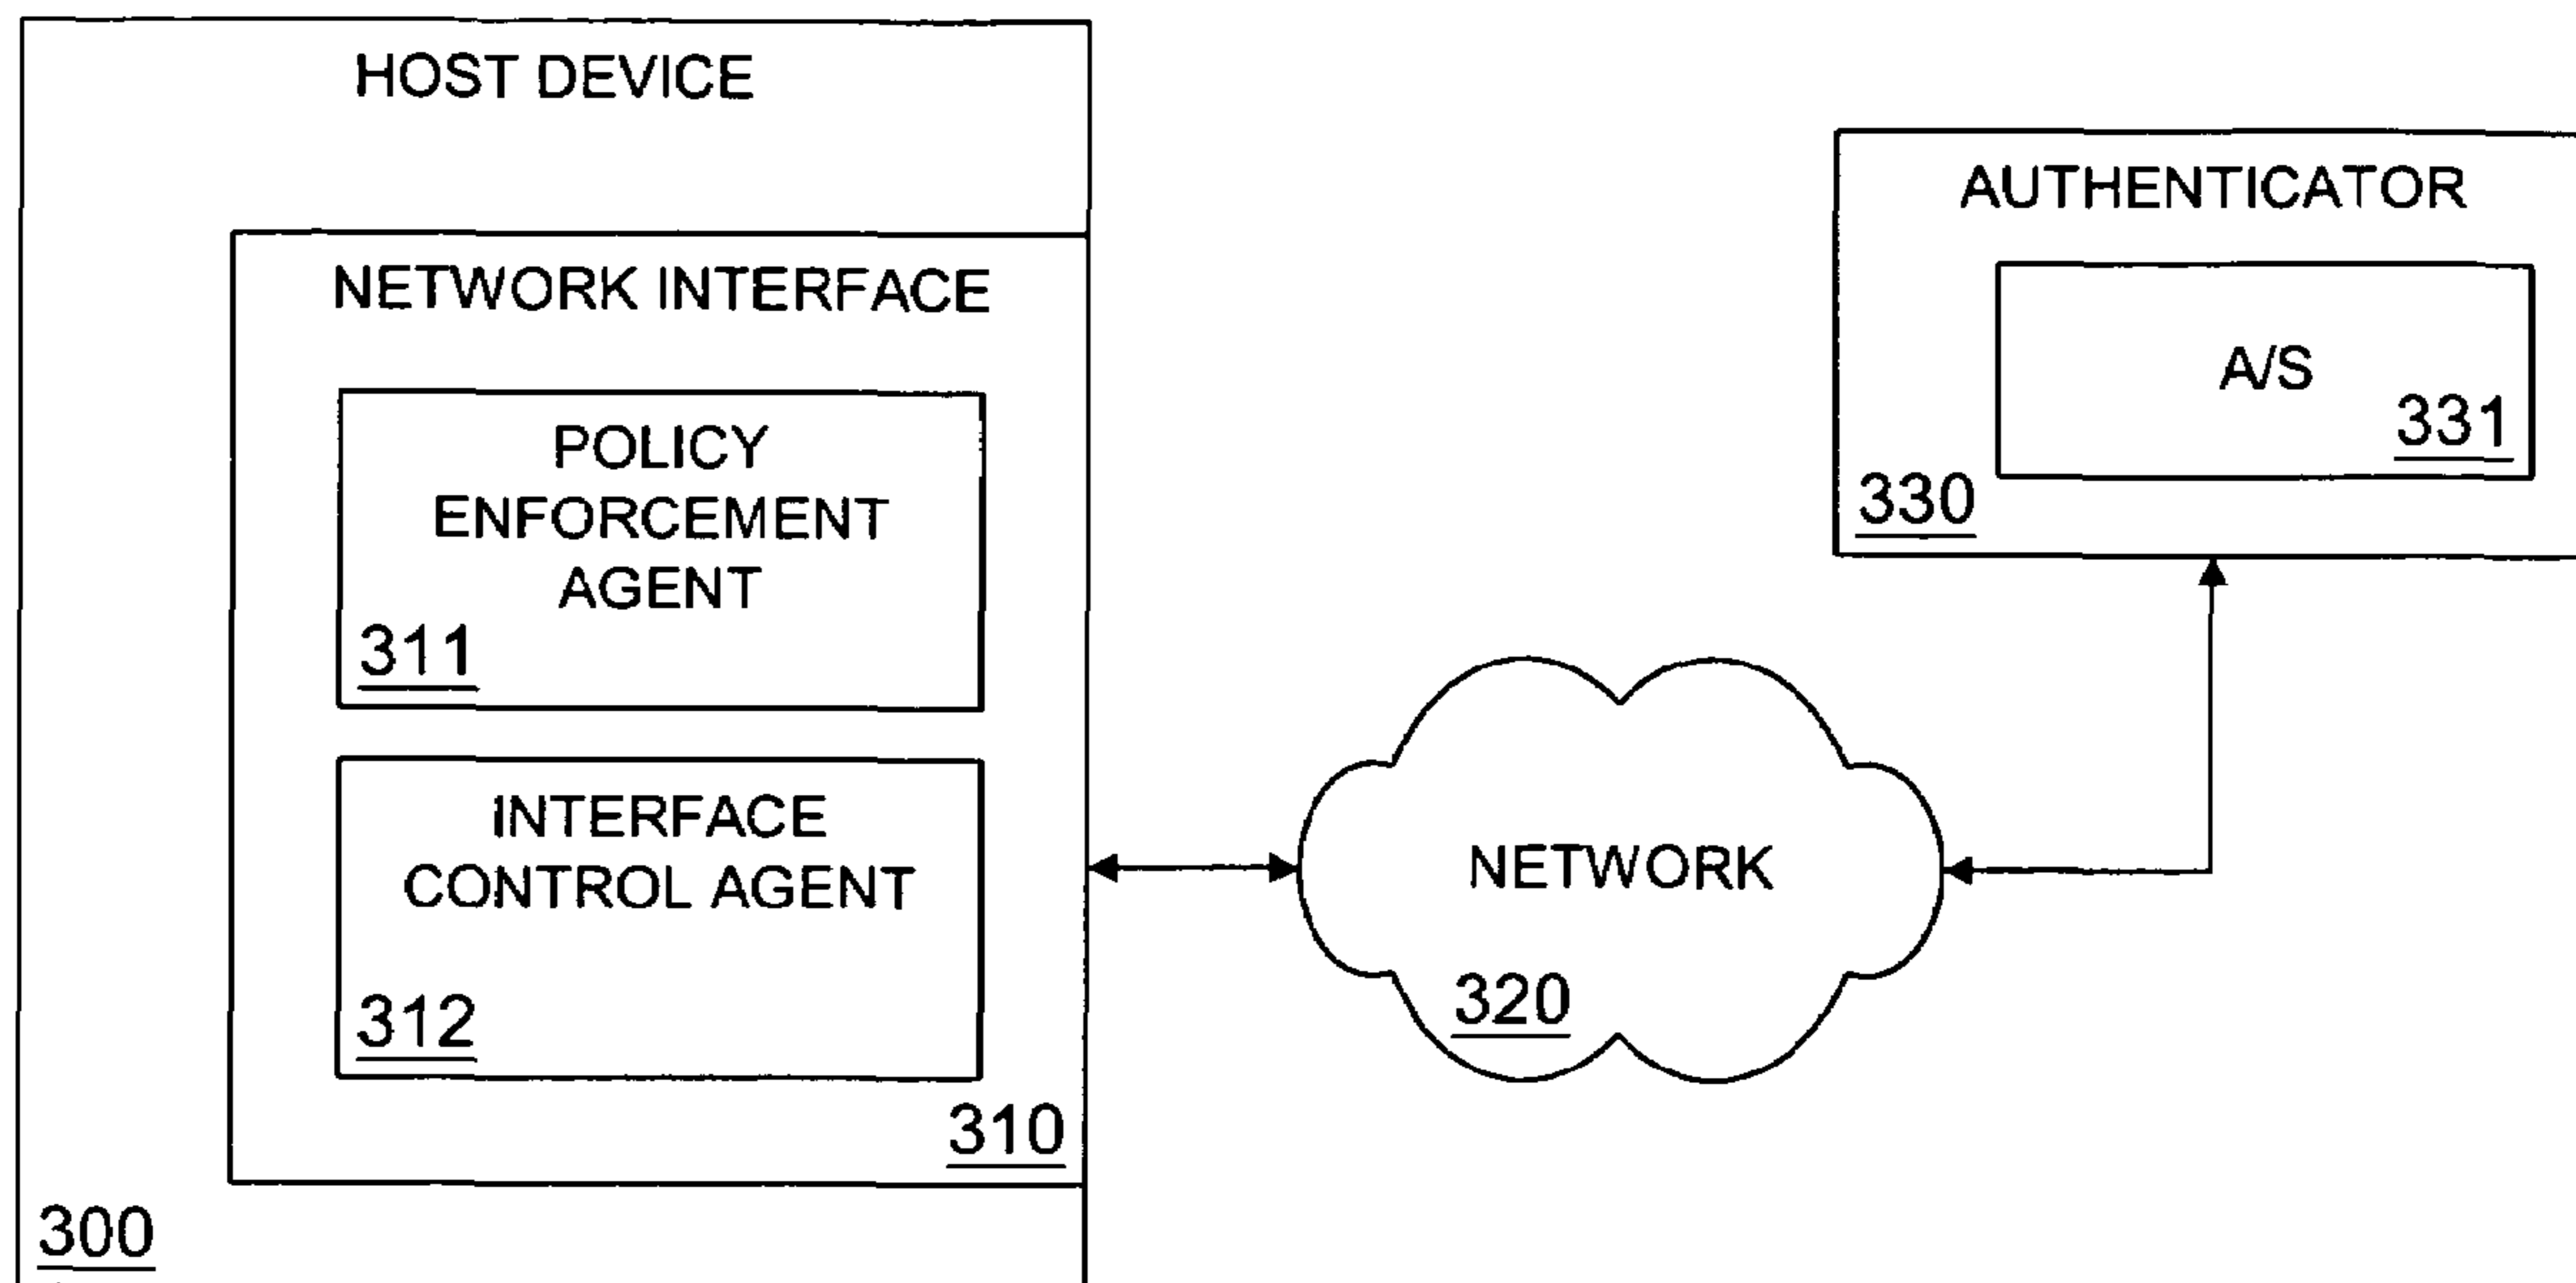 HOST DEVICE
NETWORK INTERFACE
POLICY
ENFORCEMENT
AGENT
311
INTERFACE
CONTROL AGENT
312
310
300
NETWORK
320
AUTHENTICATOR
A/S
331
330